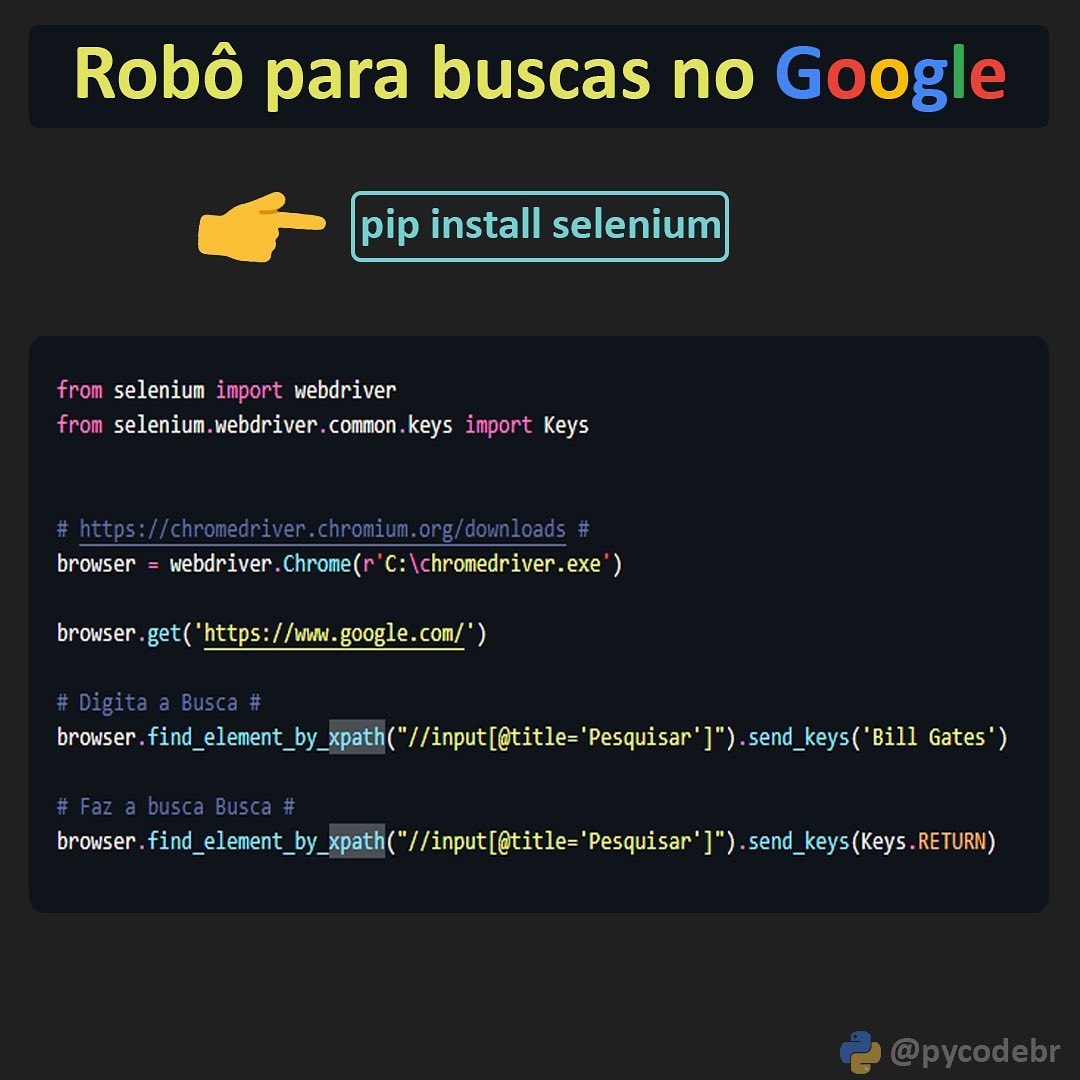 Robô para buscas no Google
pip install selenium
from selenium import webdriver
from selenium.webdriver.common.keys import Keys
# https://chromedriver.chromium.org/downloads #
browser = webdriver.Chrome(r'C:\chromedriver.exe')
browser.get('https://www.google.com/')
# Digita a Busca #
browser.find_element_by_xpath("//input[@title='Pesquisar']").send_keys('Bill Gates')
# Faz a busca Busca #
browser.find_element_by_xpath("//input[@title='Pesquisar']").send_keys(Keys.RETURN)
@pycodebr